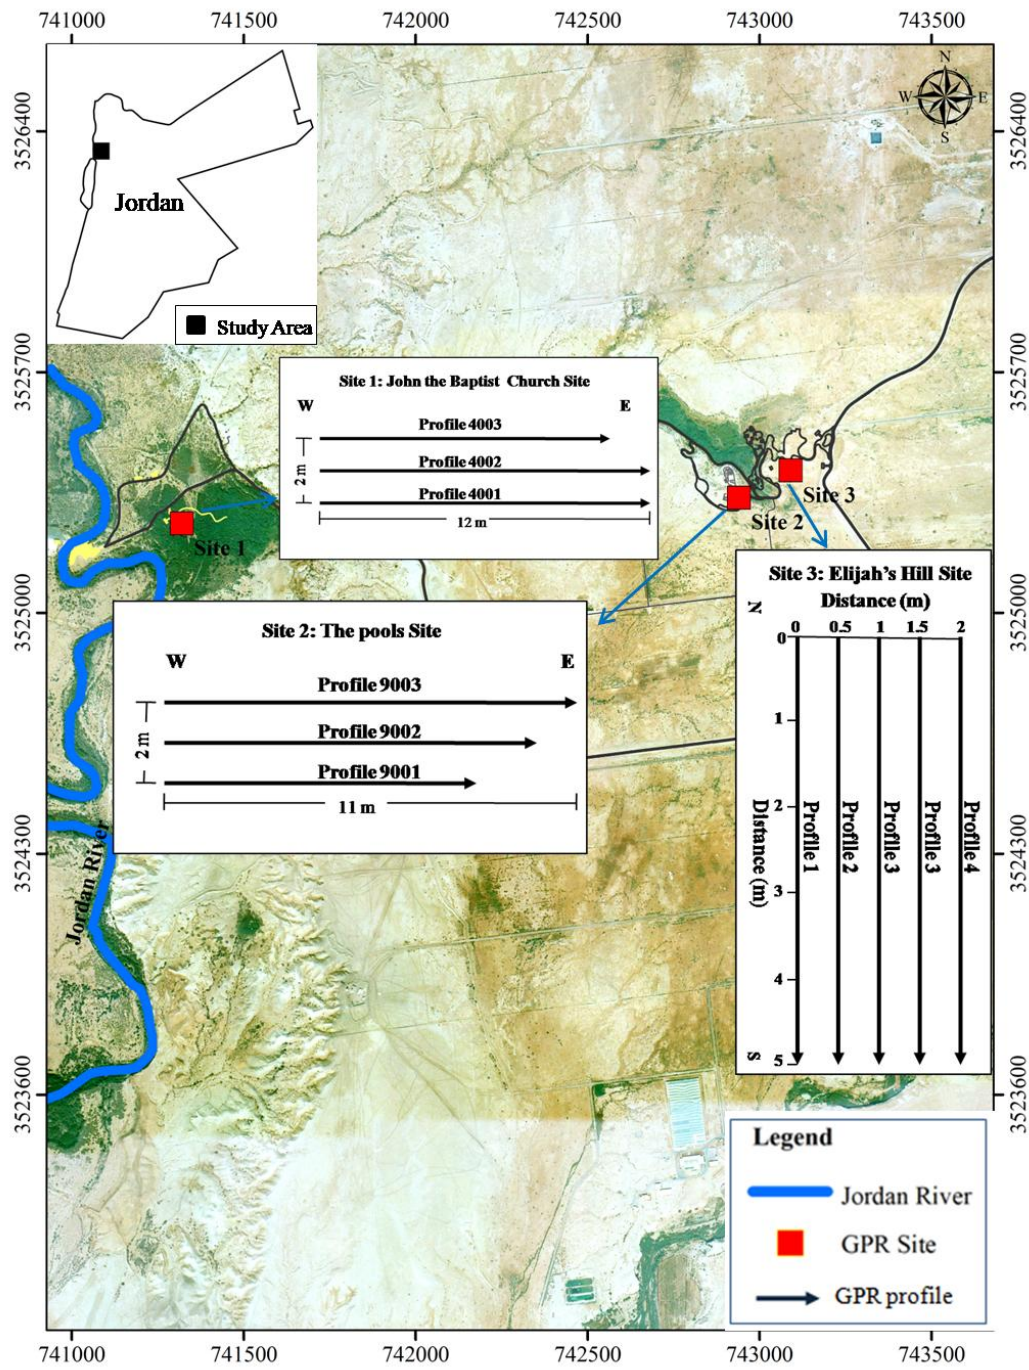 741000 741500 742000 742500 743000 743500
3526400
3526400
N
W E
S
Jordan
Study Area
3525700
3525700
Site 1: John the Baptist Church Site
W E
Profile 4003
Profile 4002
Profile 4001
2 m
12 m
Site 1
Site 2
Site 3
3525000
3525000
Site 2: The pools Site
W E
Profile 9003
Profile 9002
Profile 9001
2 m
11 m
Site 3: Elijah's Hill Site
Distance (m)
N
0 0.5 1 1.5 2
0
1
2
3
4
5
S
Distance (m)
Profile 1
Profile 2
Profile 3
Profile 3
Profile 4
3524300
3524300
Jordan River
3523600
3523600
Legend
Jordan River
GPR Site
GPR profile
741000 741500 742000 742500 743000 743500